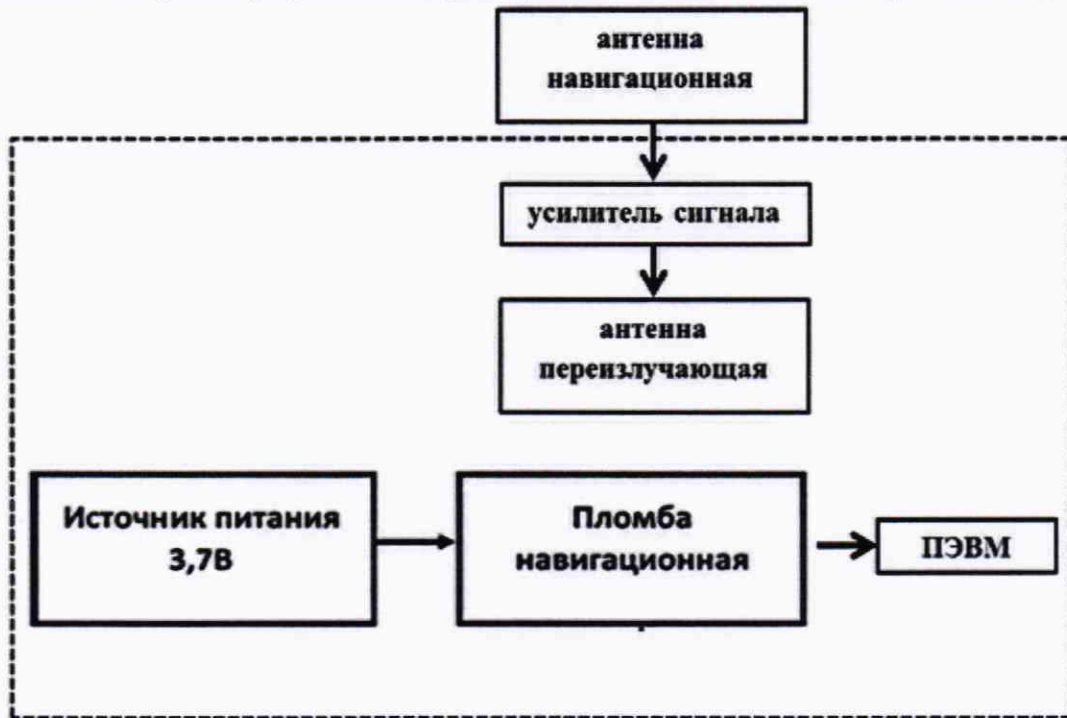 антенна
навигационная
усилитель сигнала
антенна
переизлучающая
Источник питания
3,7В
Пломба
навигационная
ПЭВМ